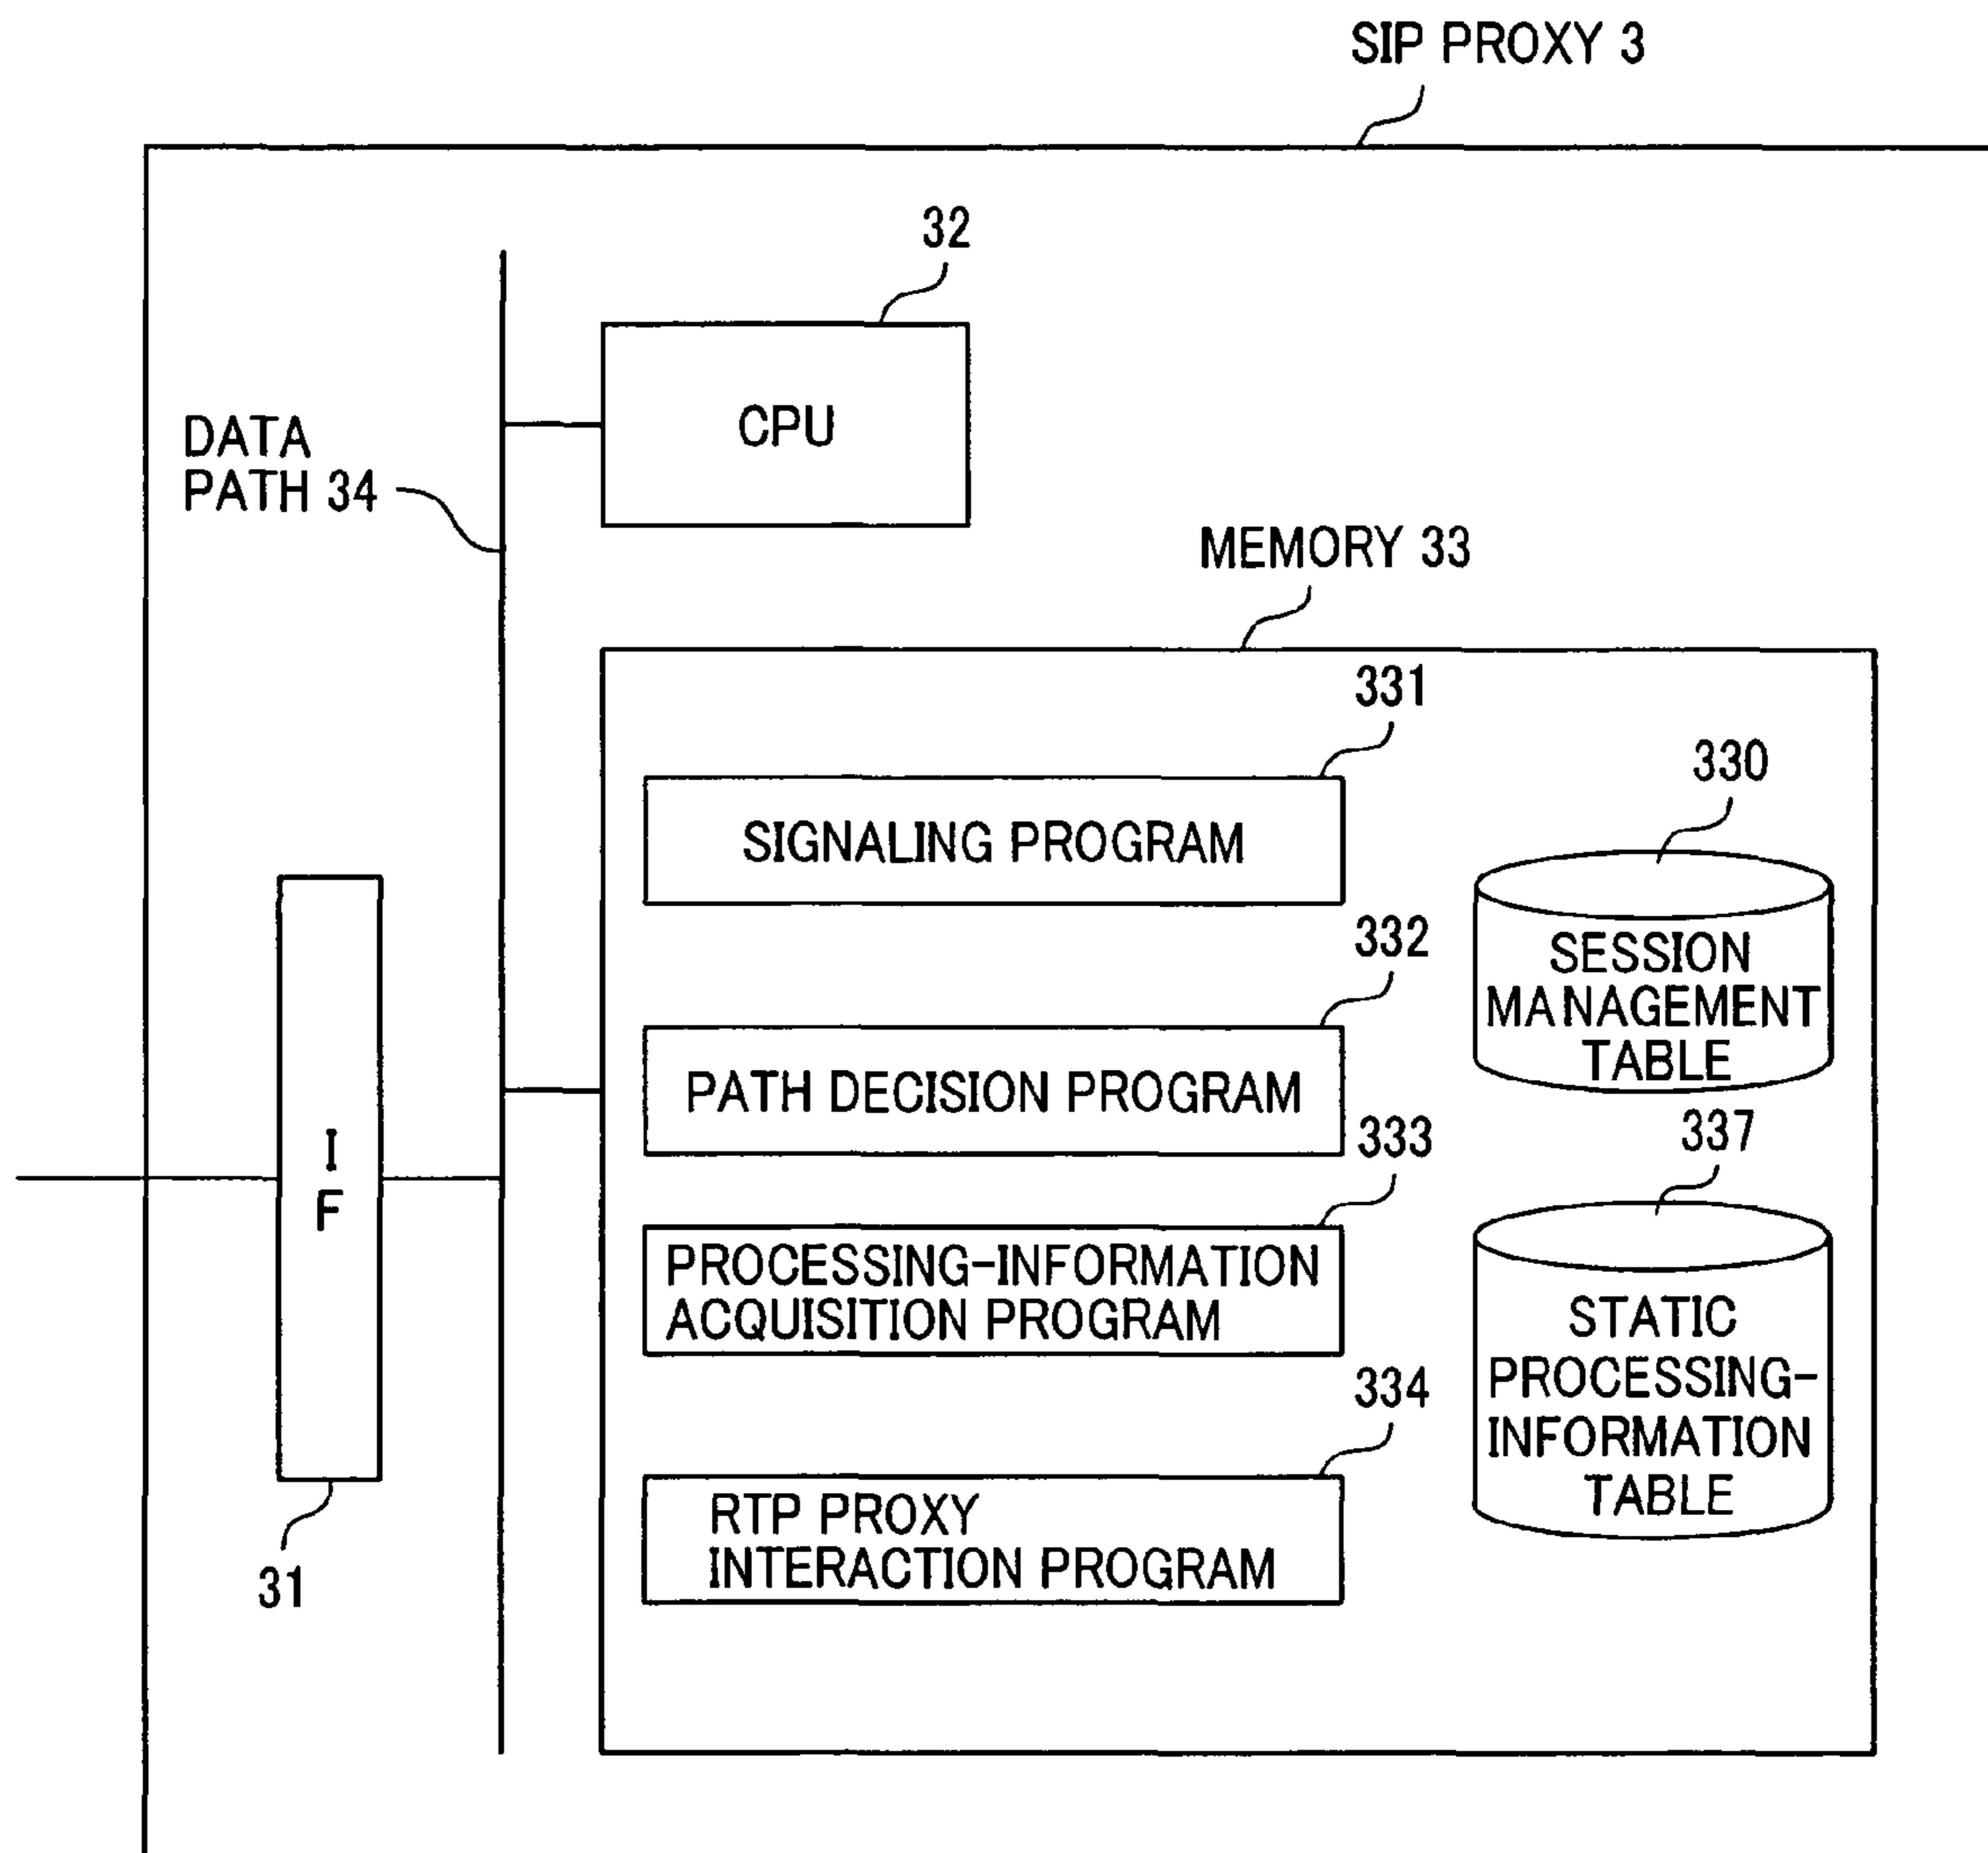 SIP PROXY 3
32
CPU
DATA
PATH 34
MEMORY 33
331
SIGNALING PROGRAM
330
SESSION
MANAGEMENT
TABLE
332
PATH DECISION PROGRAM
333
PROCESSING-INFORMATION
ACQUISITION PROGRAM
337
STATIC
PROCESSING-
INFORMATION
TABLE
334
RTP PROXY
INTERACTION PROGRAM
I
F
31